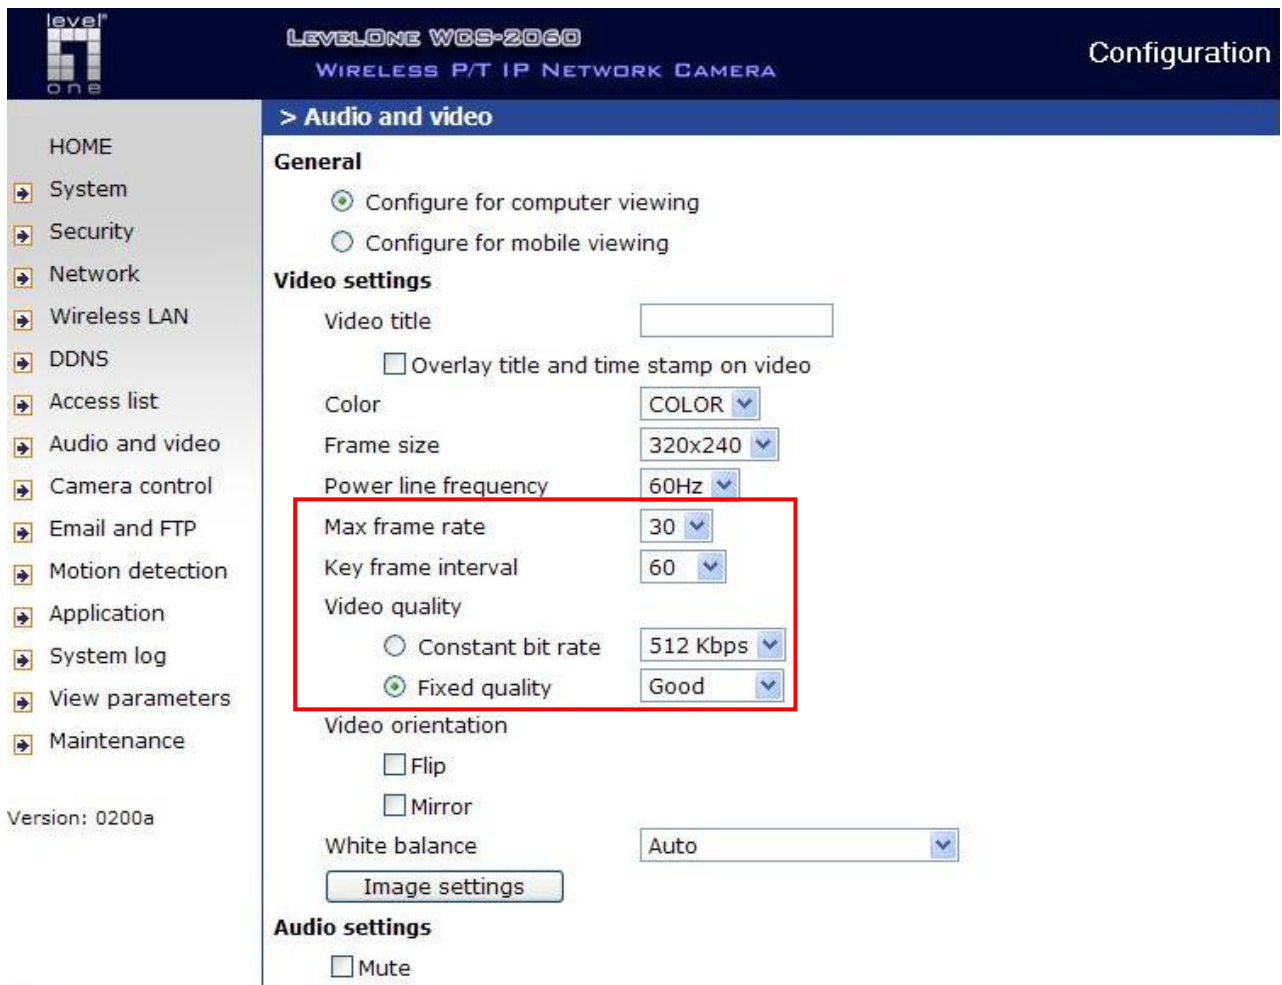 level
one
LevelOne WCS-2060
Wireless P/T IP Network Camera
Configuration
HOME
System
Security
Network
Wireless LAN
DDNS
Access list
Audio and video
Camera control
Email and FTP
Motion detection
Application
System log
View parameters
Maintenance
Version: 0200a
> Audio and video
General
Configure for computer viewing
Configure for mobile viewing
Video settings
Video title
Overlay title and time stamp on video
Color COLOR
Frame size 320x240
Power line frequency 60Hz
Max frame rate 30
Key frame interval 60
Video quality
Constant bit rate 512 Kbps
Fixed quality Good
Video orientation
Flip
Mirror
White balance Auto
Image settings
Audio settings
Mute